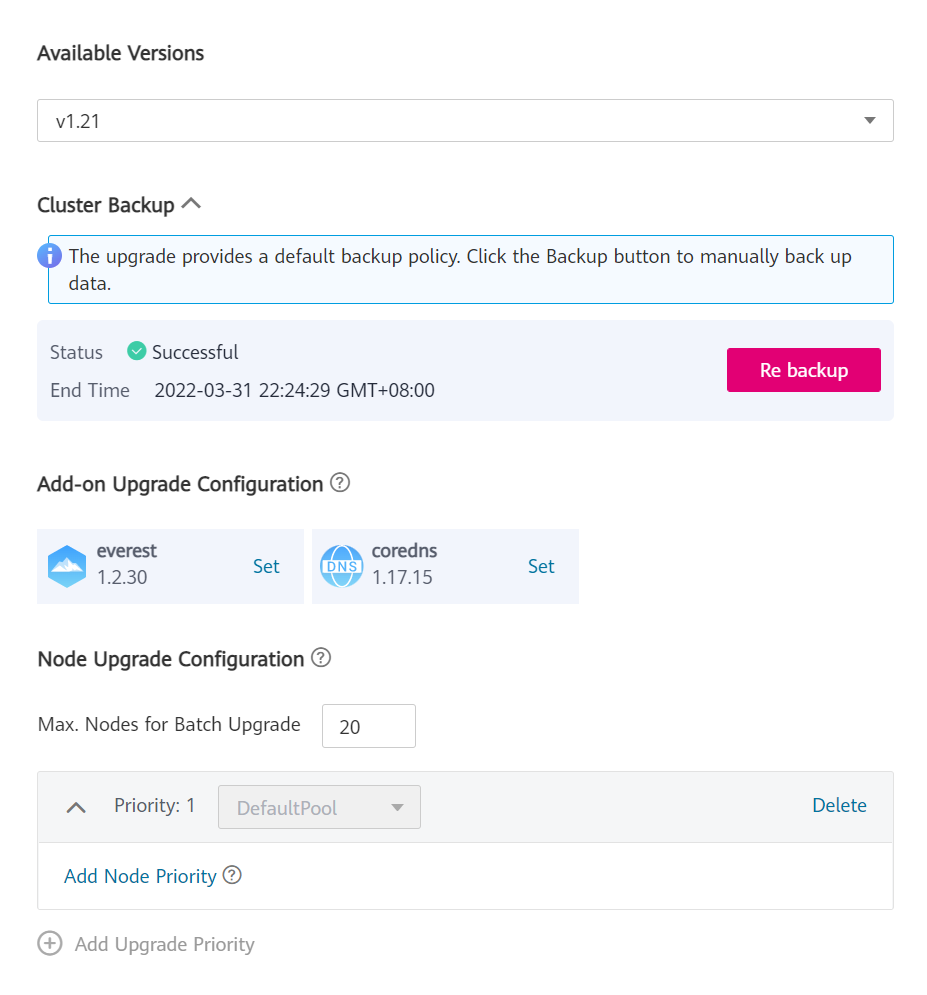 Available Versions
v1.21
Cluster Backup
The upgrade provides a default backup policy. Click the Backup button to manually back up
data.
Status Successful
End Time 2022-03-31 22:24:29 GMT+08:00
Re backup
Add-on Upgrade Configuration
everest
1.2.30
Set
DNS
coredns
1.17.15
Set
Node Upgrade Configuration
Max. Nodes for Batch Upgrade 20
Priority: 1 DefaultPool Delete
Add Node Priority
Add Upgrade Priority